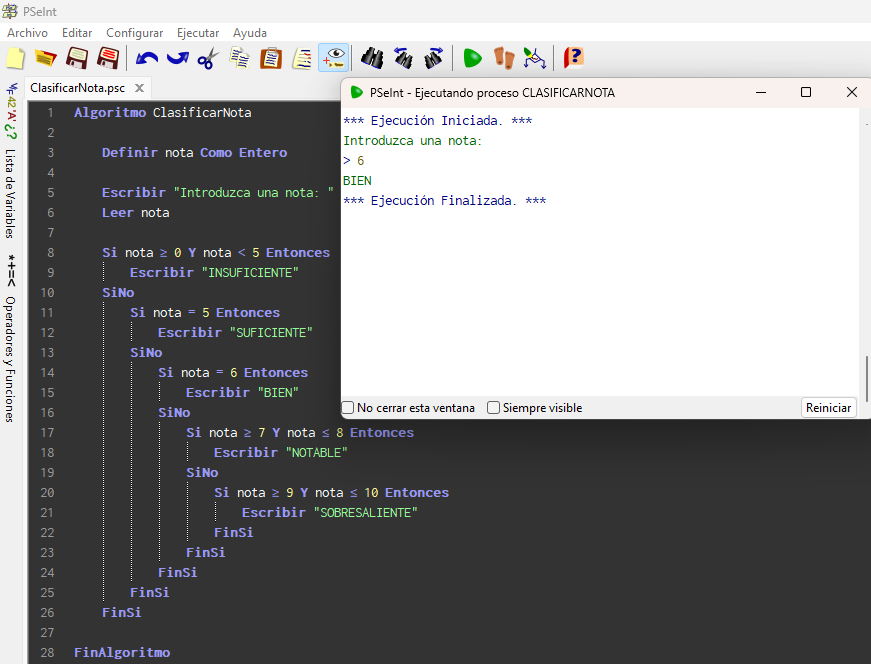 PSeInt
Archivo Editar Configurar Ejecutar Ayuda
ClasificarNota.psc
Lista de Variables
Operadores y Funciones
1 Algoritmo ClasificarNota
2
3 Definir nota Como Entero
4
5 Escribir "Introduzca una nota: "
6 Leer nota
7
8 Si nota ≥ 0 Y nota < 5 Entonces
9 Escribir "INSUFICIENTE"
10 SiNo
11 Si nota = 5 Entonces
12 Escribir "SUFICIENTE"
13 SiNo
14 Si nota = 6 Entonces
15 Escribir "BIEN"
16 SiNo
17 Si nota ≥ 7 Y nota ≤ 8 Entonces
18 Escribir "NOTABLE"
19 SiNo
20 Si nota ≥ 9 Y nota ≤ 10 Entonces
21 Escribir "SOBRESALIENTE"
22 FinSi
23 FinSi
24 FinSi
25 FinSi
26 FinSi
27
28 FinAlgoritmo
PSeInt - Ejecutando proceso CLASIFICARNOTA
*** Ejecución Iniciada. ***
Introduzca una nota:
> 6
BIEN
*** Ejecución Finalizada. ***
No cerrar esta ventana Siempre visible Reiniciar